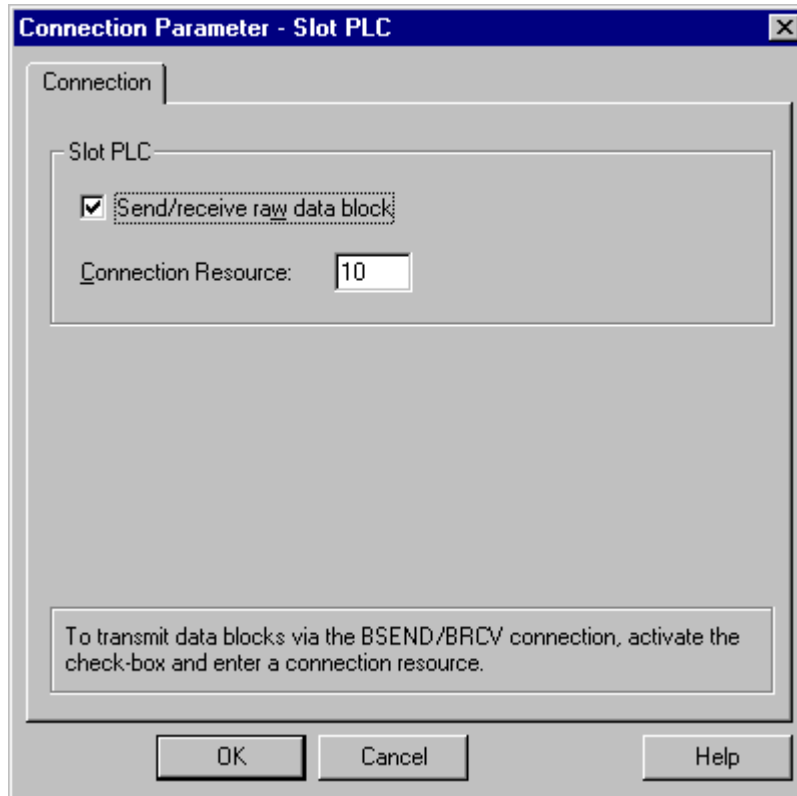 Connection Parameter - Slot PLC
Connection
Slot PLC
Send/receive raw data block
Connection Resource: 10
To transmit data blocks via the BSEND/BRCV connection, activate the
check-box and enter a connection resource.
OK Cancel Help